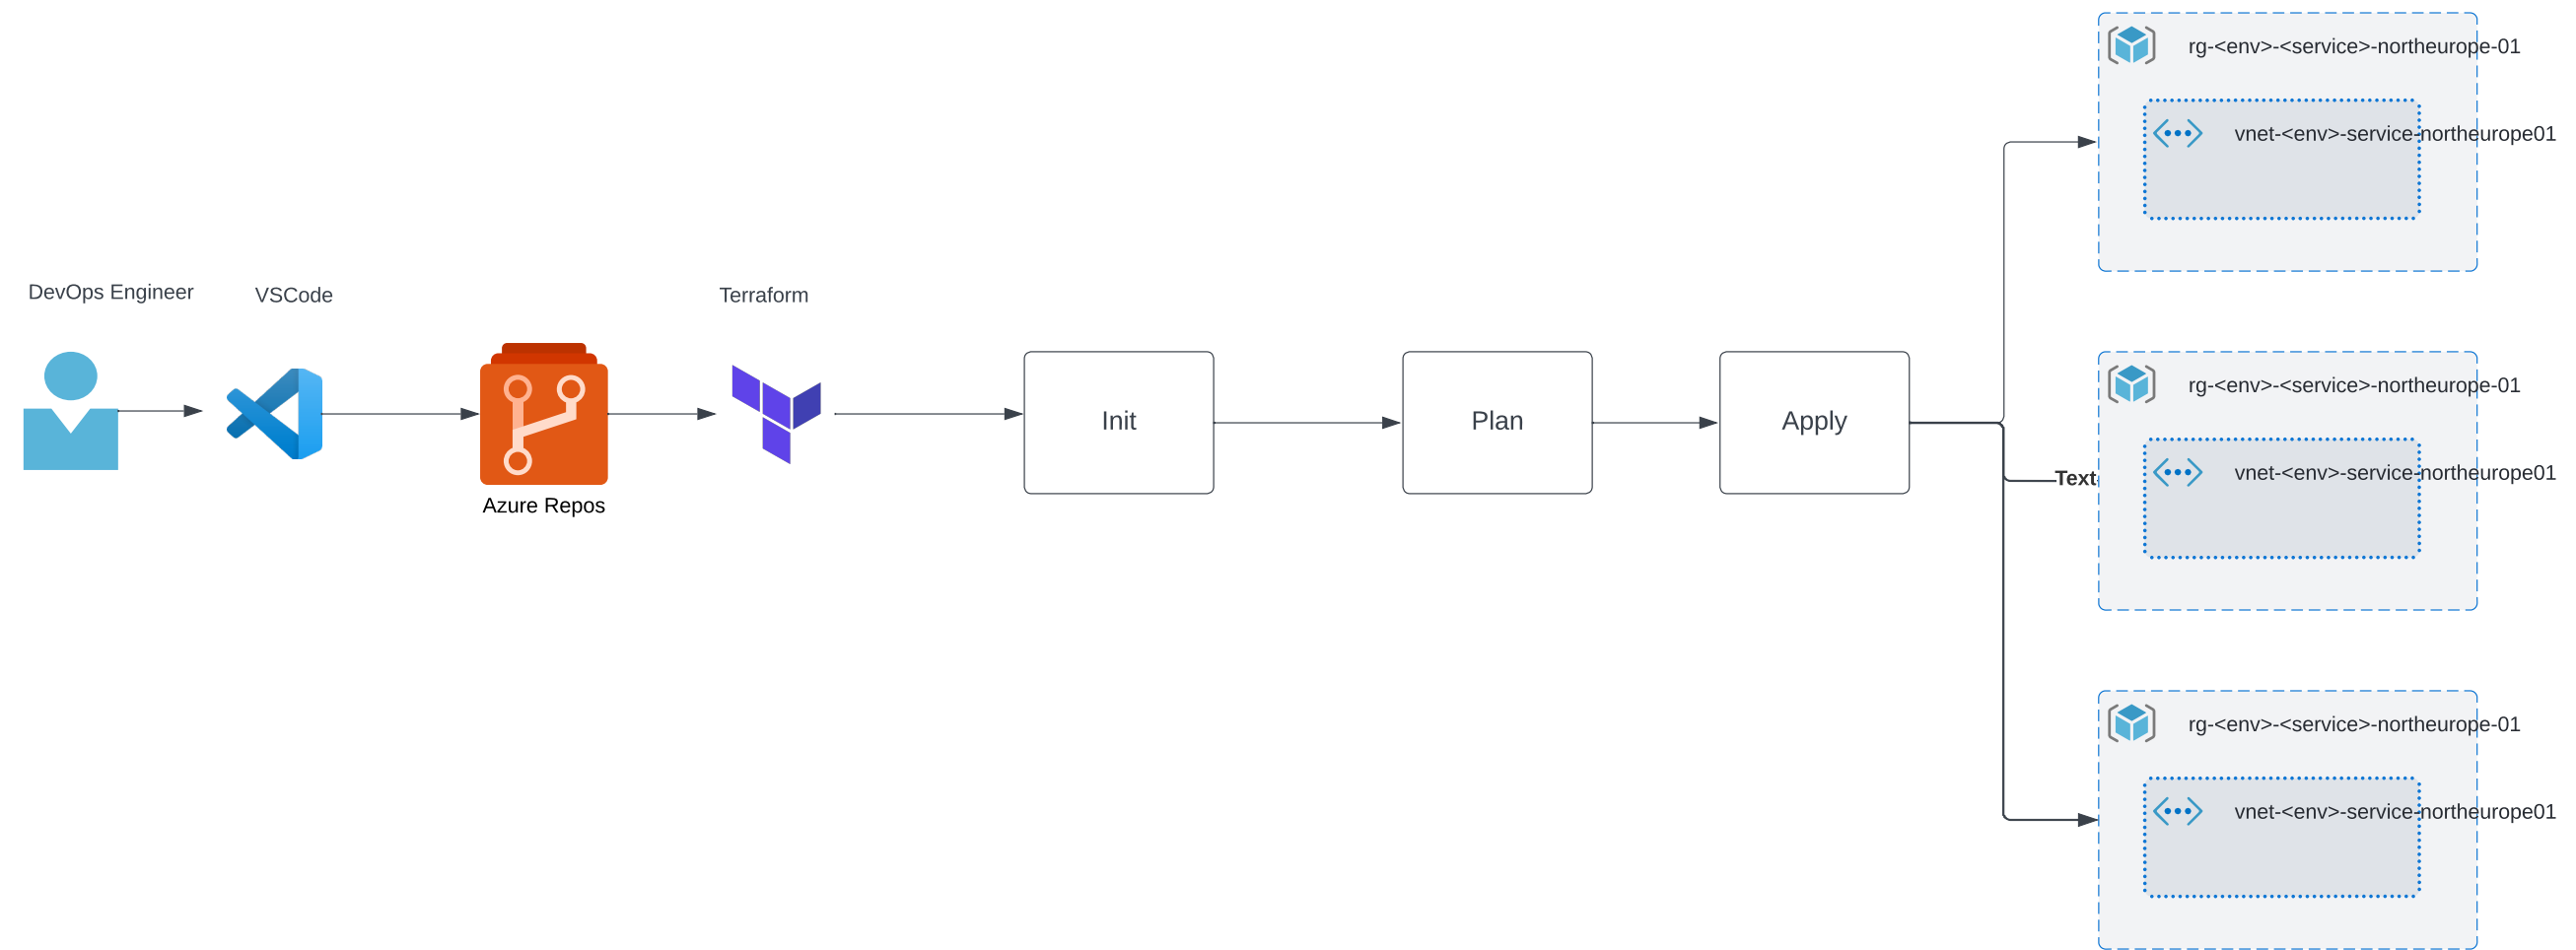 DevOps Engineer
VSCode
Azure Repos
Terraform
Init
Plan
Apply
Text
rg-<env>-<service>-northeurope-01
vnet-<env>-service-northeurope01
rg-<env>-<service>-northeurope-01
vnet-<env>-service-northeurope01
rg-<env>-<service>-northeurope-01
vnet-<env>-service-northeurope01